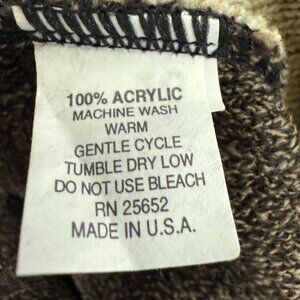 100% ACRYLIC
MACHINE WASH
WARM
GENTLE CYCLE
TUMBLE DRY LOW
DO NOT USE BLEACH
RN 25652
MADE IN U.S.A.